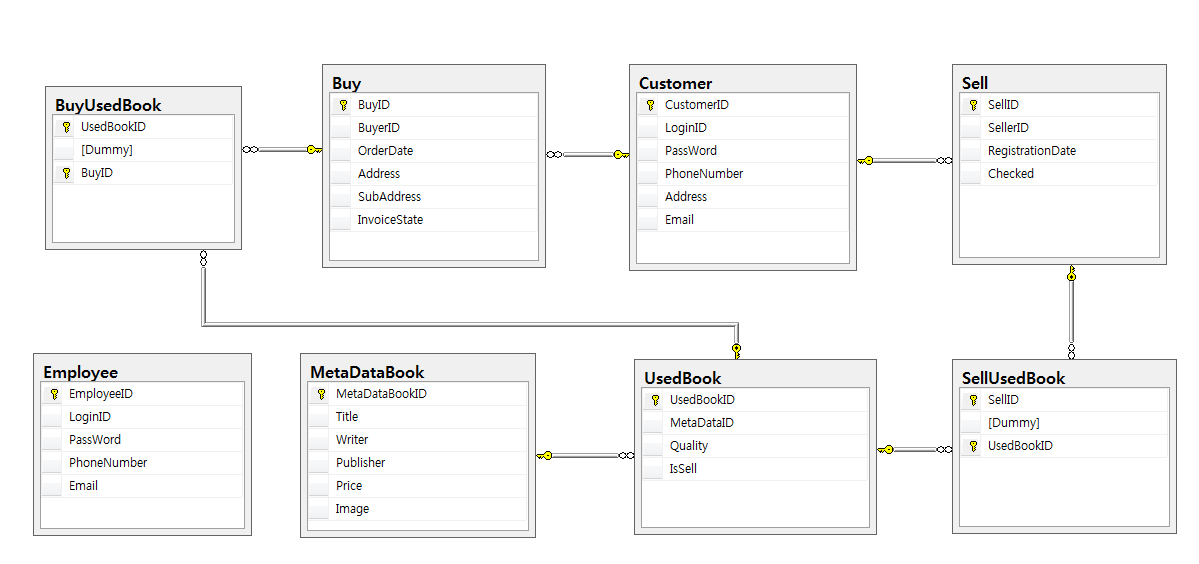 BuyUsedBook
UsedBookID
[Dummy]
BuyID
Buy
BuyID
BuyerID
OrderDate
Address
SubAddress
InvoiceState
Customer
CustomerID
LoginID
PassWord
PhoneNumber
Address
Email
Sell
SellID
SellerID
RegistrationDate
Checked
Employee
EmployeeID
LoginID
PassWord
PhoneNumber
Email
MetaDataBook
MetaDataBookID
Title
Writer
Publisher
Price
Image
UsedBook
UsedBookID
MetaDataID
Quality
IsSell
SellUsedBook
SellID
[Dummy]
UsedBookID